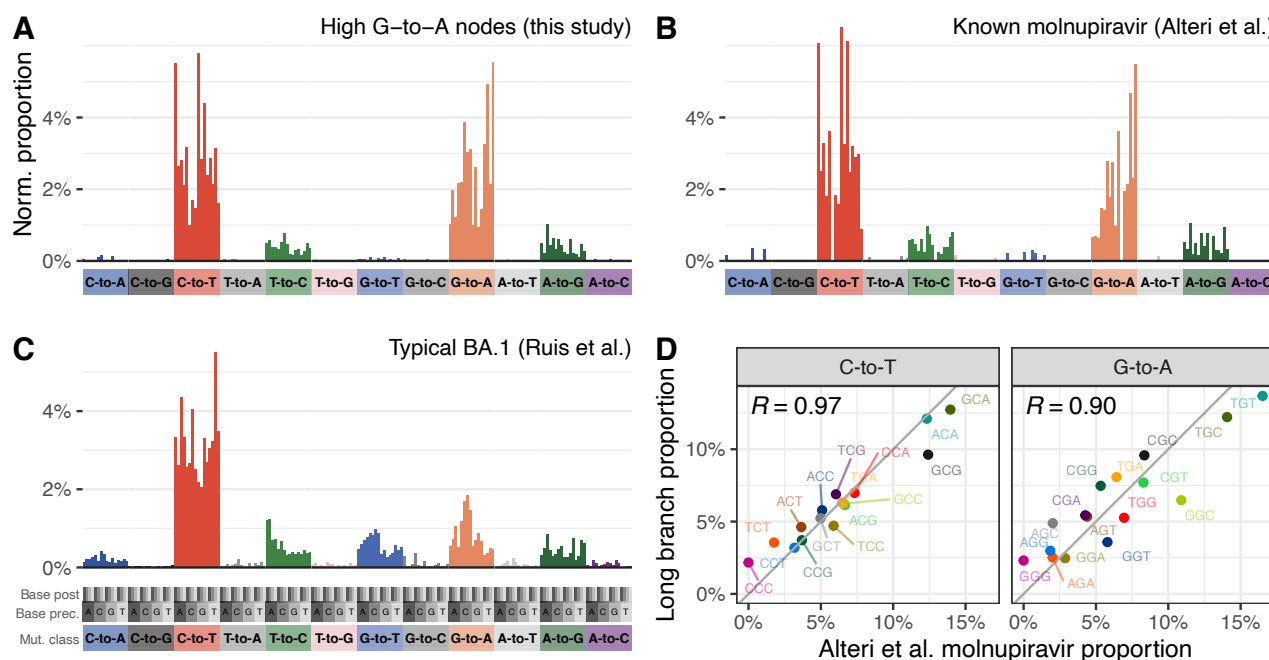 A
High G−to−A nodes (this study)
Norm. proportion
4%
2%
0%
C-to-A C-to-G C-to-T T-to-A T-to-C T-to-G G-to-T G-to-C G-to-A A-to-T A-to-G A-to-C
B
Known molnupiravir (Alteri et al.)
4%
2%
0%
C-to-A C-to-G C-to-T T-to-A T-to-C T-to-G G-to-T G-to-C G-to-A A-to-T A-to-G A-to-C
C
Typical BA.1 (Ruis et al.)
4%
2%
0%
Base post
Base prec. A C G T A C G T A C G T A C G T A C G T A C G T A C G T A C G T A C G T A C G T A C G T A C G T
Mut. class C-to-A C-to-G C-to-T T-to-A T-to-C T-to-G G-to-T G-to-C G-to-A A-to-T A-to-G A-to-C
D
Long branch proportion
10%
5%
0%
C-to-T
R = 0.97
GCA
ACA
TCG
CCA
GCG
ACC
TCA
GCC
ACT
ACG
TCT
GCT
TCC
CCT
CCG
CCC
0% 5% 10% 15%
G-to-A
R = 0.90
TGT
TGC
CGC
CGG
TGA
CGT
CGA
TGG
GGC
AGC
AGT
AGG
GGA
GGT
GGG
AGA
0% 5% 10% 15%
Alteri et al. molnupiravir proportion